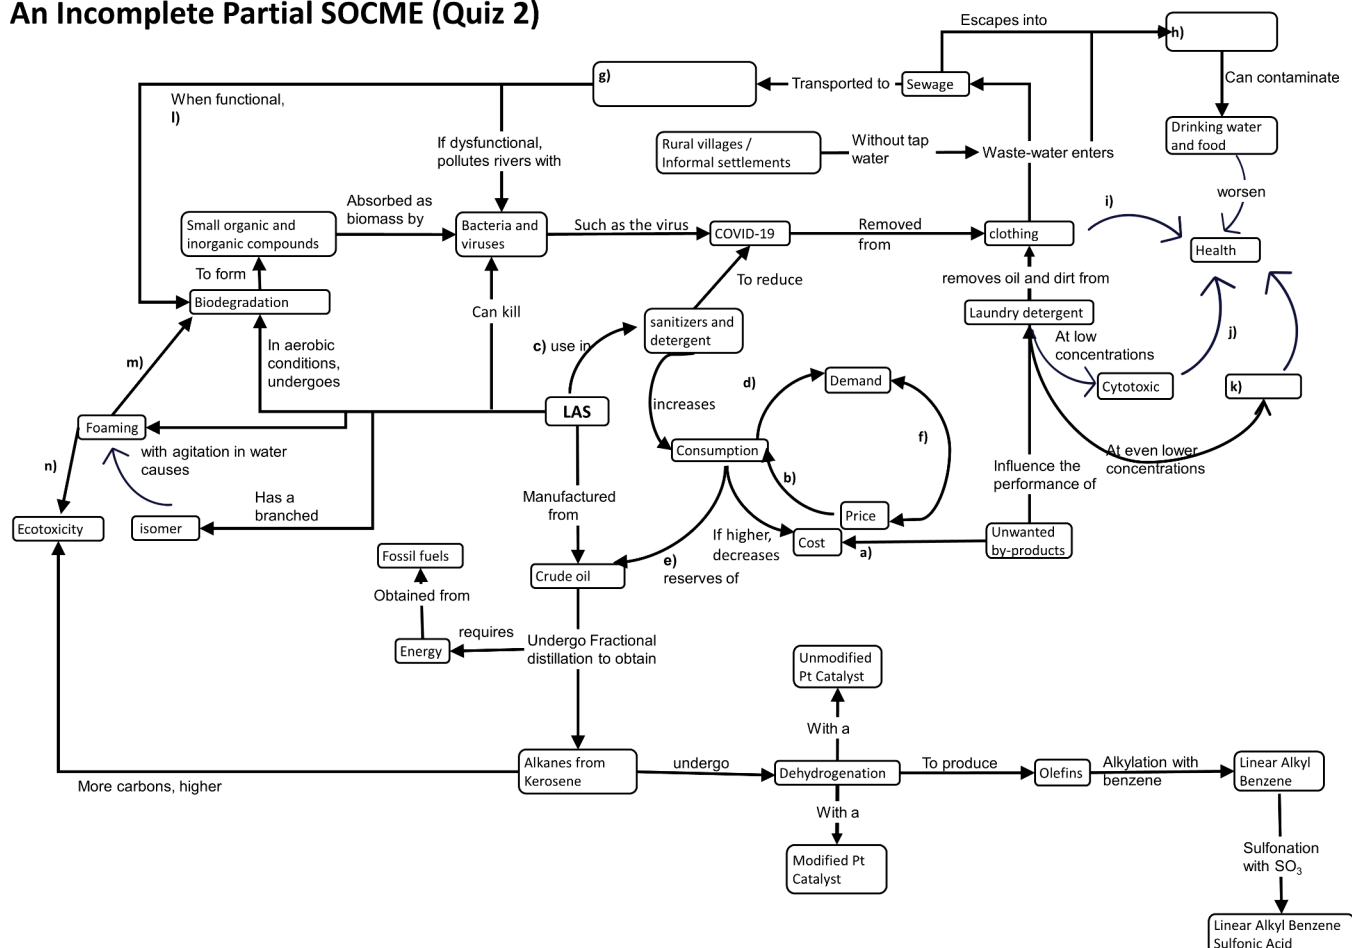 An Incomplete Partial SOCME (Quiz 2)
Escapes into
h)
g)
Transported to
Sewage
Can contaminate
When functional,
l)
If dysfunctional,
pollutes rivers with
Rural villages /
Informal settlements
Without tap
water
Waste-water enters
Drinking water
and food
worsen
Small organic and
inorganic compounds
Absorbed as
biomass by
Bacteria and
viruses
Such as the virus
COVID-19
Removed
from
clothing
i)
Health
To form
Biodegradation
Can kill
To reduce
removes oil and dirt from
Laundry detergent
sanitizers and
detergent
c) use in
In aerobic
conditions,
undergoes
m)
At low
concentrations
Cytotoxic
j)
k)
d)
Demand
LAS
increases
Foaming
with agitation in water
causes
n)
Consumption
f)
b)
At even lower
concentrations
Influence the
performance of
Has a
branched
Manufactured
from
Ecotoxicity
isomer
Price
If higher,
decreases
Cost
a)
Unwanted
by-products
Fossil fuels
Crude oil
e)
reserves of
Obtained from
requires
Energy
Undergo Fractional
distillation to obtain
Unmodified
Pt Catalyst
With a
Alkanes from
Kerosene
undergo
Dehydrogenation
To produce
Olefins
Alkylation with
benzene
Linear Alkyl
Benzene
More carbons, higher
With a
Modified Pt
Catalyst
Sulfonation
with SO₃
Linear Alkyl Benzene
Sulfonic Acid